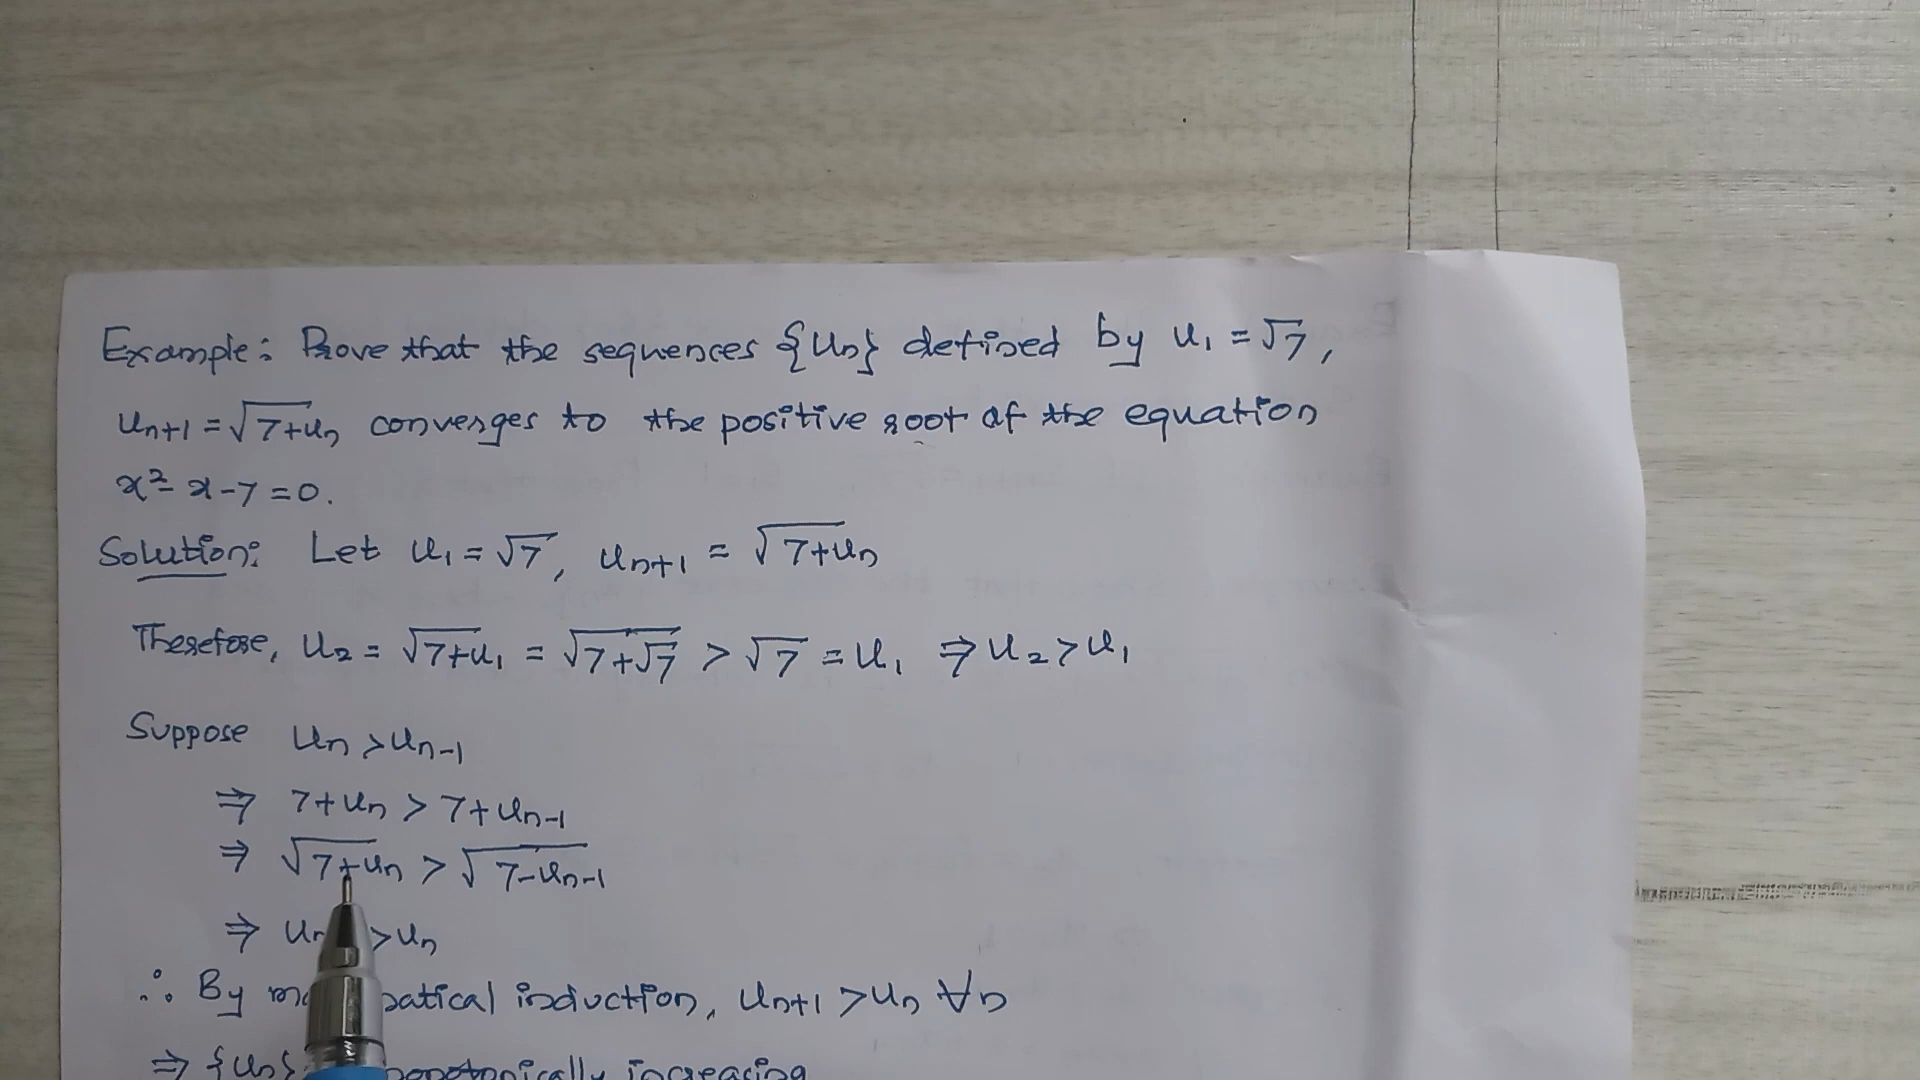 Example: Prove that the sequences {Un} defined by u₁ = √7,
Un+1 = √7+Un converges to the positive root of the equation
x² - x - 7 = 0.
Solution: Let u₁ = √7, Un+1 = √7+Un
Therefore, U₂ = √7+U₁ = √7+√7 > √7 = U₁ ⇒ U₂ > U₁
Suppose Un > Un-1
⇒ 7+Un > 7+Un-1
⇒ √7+Un > √7-Un-1
⇒ > Un
∴ By induction, Un+1 > Un ∀n
⇒ {Un} increasing